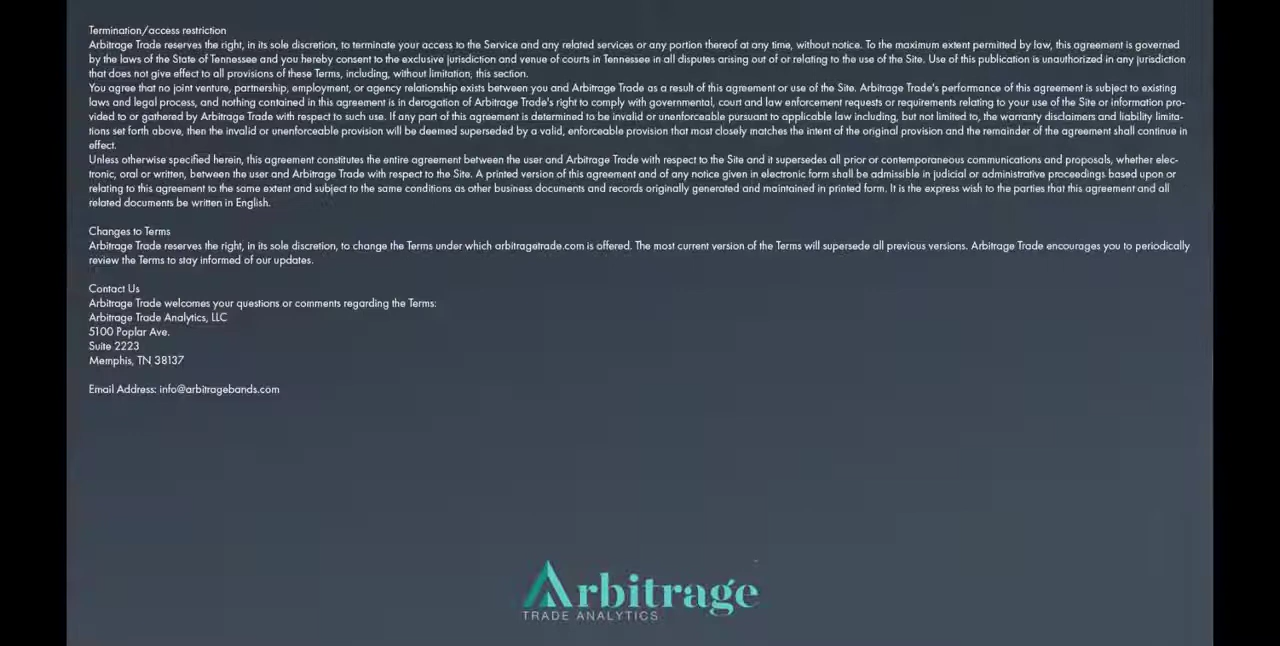 Termination/access restriction
Arbitrage Trade reserves the right, in its sole discretion, to terminate your access to the Service and any related services or any portion thereof at any time, without notice. To the maximum extent permitted by law, this agreement is governed
by the laws of the State of Tennessee and you hereby consent to the exclusive jurisdiction and venue of courts in Tennessee in all disputes arising out of or relating to the use of the Site. Use of this publication is unauthorized in any jurisdiction
that does not give effect to all provisions of these Terms, including, without limitation, this section.
You agree that no joint venture, partnership, employment, or agency relationship exists between you and Arbitrage Trade as a result of this agreement or use of the Site. Arbitrage Trade's performance of this agreement is subject to existing
laws and legal process, and nothing contained in this agreement is in derogation of Arbitrage Trade's right to comply with governmental, court and law enforcement requests or requirements relating to your use of the Site or information pro-
vided to or gathered by Arbitrage Trade with respect to such use. If any part of this agreement is determined to be invalid or unenforceable pursuant to applicable law including, but not limited to, the warranty disclaimers and liability limita-
tions set forth above, then the invalid or unenforceable provision will be deemed superseded by a valid, enforceable provision that most closely matches the intent of the original provision and the remainder of the agreement shall continue in
effect.
Unless otherwise specified herein, this agreement constitutes the entire agreement between the user and Arbitrage Trade with respect to the Site and it supersedes all prior or contemporaneous communications and proposals, whether elec-
tronic, oral or written, between the user and Arbitrage Trade with respect to the Site. A printed version of this agreement and of any notice given in electronic form shall be admissible in judicial or administrative proceedings based upon or
relating to this agreement to the same extent and subject to the same conditions as other business documents and records originally generated and maintained in printed form. It is the express wish to the parties that this agreement and all
related documents be written in English.
Changes to Terms
Arbitrage Trade reserves the right, in its sole discretion, to change the Terms under which arbitragetrade.com is offered. The most current version of the Terms will supersede all previous versions. Arbitrage Trade encourages you to periodically
review the Terms to stay informed of our updates.
Contact Us
Arbitrage Trade welcomes your questions or comments regarding the Terms:
Arbitrage Trade Analytics, LLC
5100 Poplar Ave.
Suite 2223
Memphis, TN 38137
Email Address: info@arbitragebands.com
Arbitrage
TRADE ANALYTICS